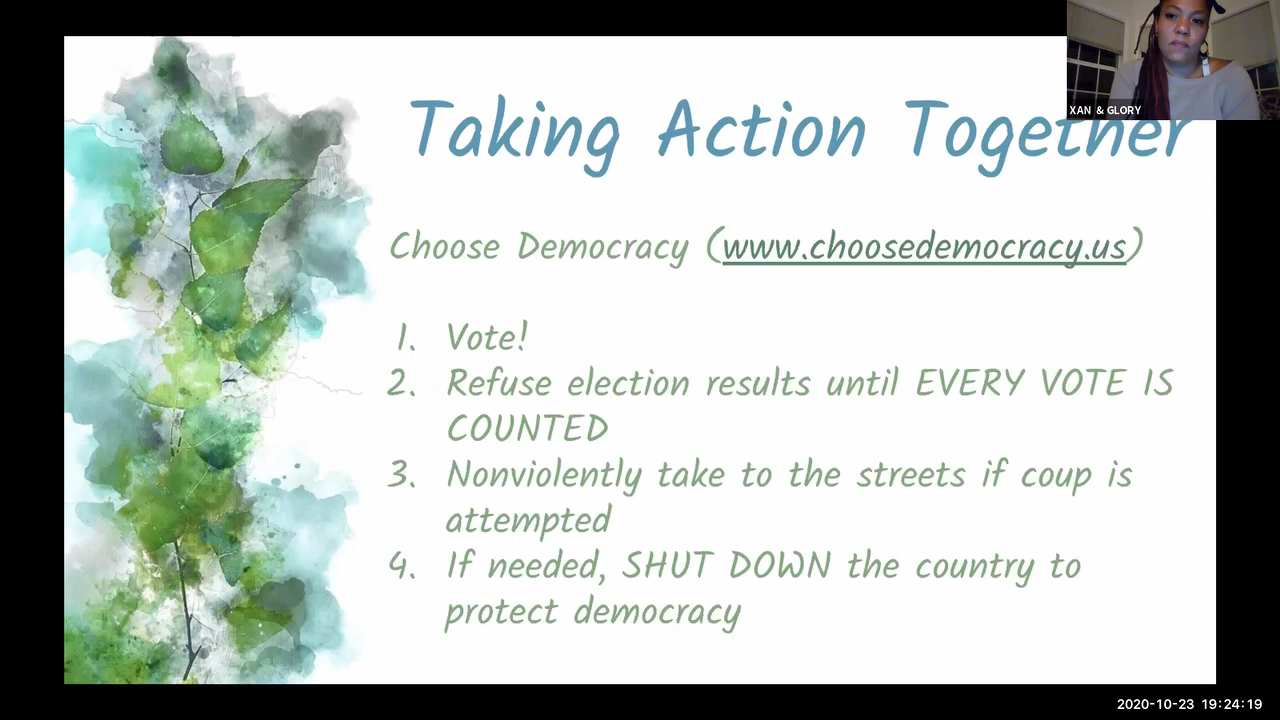 XAN & GLORY
Taking Action Together
Choose Democracy (www.choosedemocracy.us)
1. Vote!
2. Refuse election results until EVERY VOTE IS
COUNTED
3. Nonviolently take to the streets if coup is
attempted
4. If needed, SHUT DOWN the country to
protect democracy
2020-10-23 19:24:19